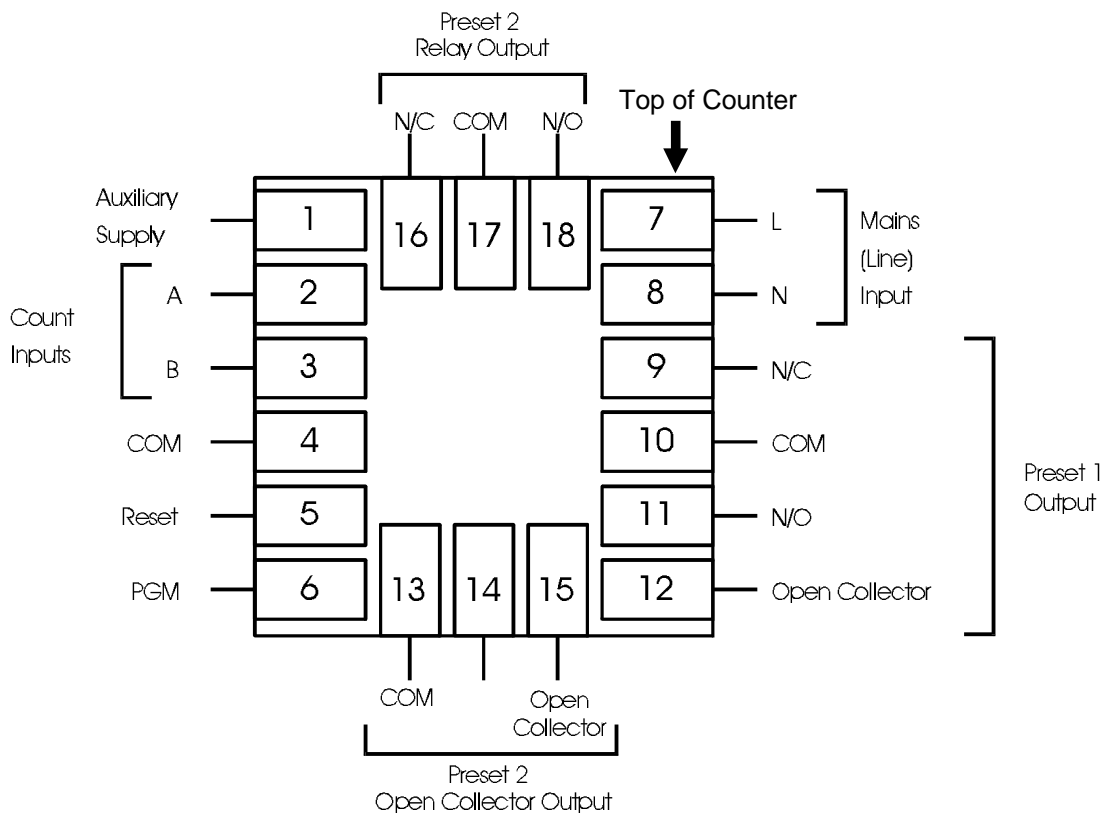 Preset 2
Relay Output
N/C COM N/O
Top of Counter
Auxiliary
Supply
1
16 17 18
7
L
Mains
(Line)
Input
Count
Inputs
A
2
8
N
B
3
9
N/C
COM
4
10
COM
Preset 1
Output
Reset
5
11
N/O
PGM
6
13 14 15
12
Open Collector
COM
Open
Collector
Preset 2
Open Collector Output